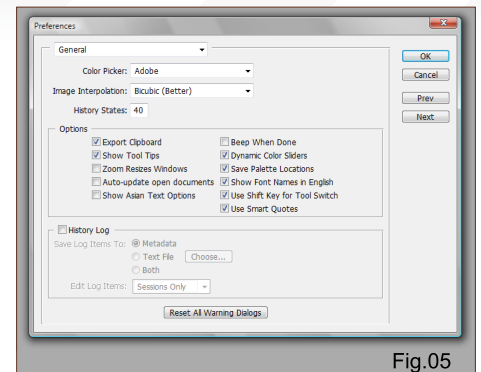 Preferences
General
OK
Cancel
Prev
Next
Color Picker: Adobe
Image Interpolation: Bicubic (Better)
History States: 40
Options
Export Clipboard
Beep When Done
Show Tool Tips
Dynamic Color Sliders
Zoom Resizes Windows
Save Palette Locations
Auto-update open documents
Show Font Names in English
Show Asian Text Options
Use Shift Key for Tool Switch
Use Smart Quotes
History Log
Save Log Items To: Metadata
Text File Choose...
Both
Edit Log Items: Sessions Only
Reset All Warning Dialogs
Fig.05